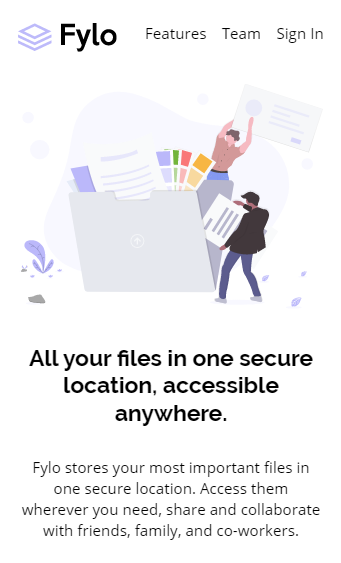 Fylo Features Team Sign In
All your files in one secure
location, accessible
anywhere.
Fylo stores your most important files in
one secure location. Access them
wherever you need, share and collaborate
with friends, family, and co-workers.